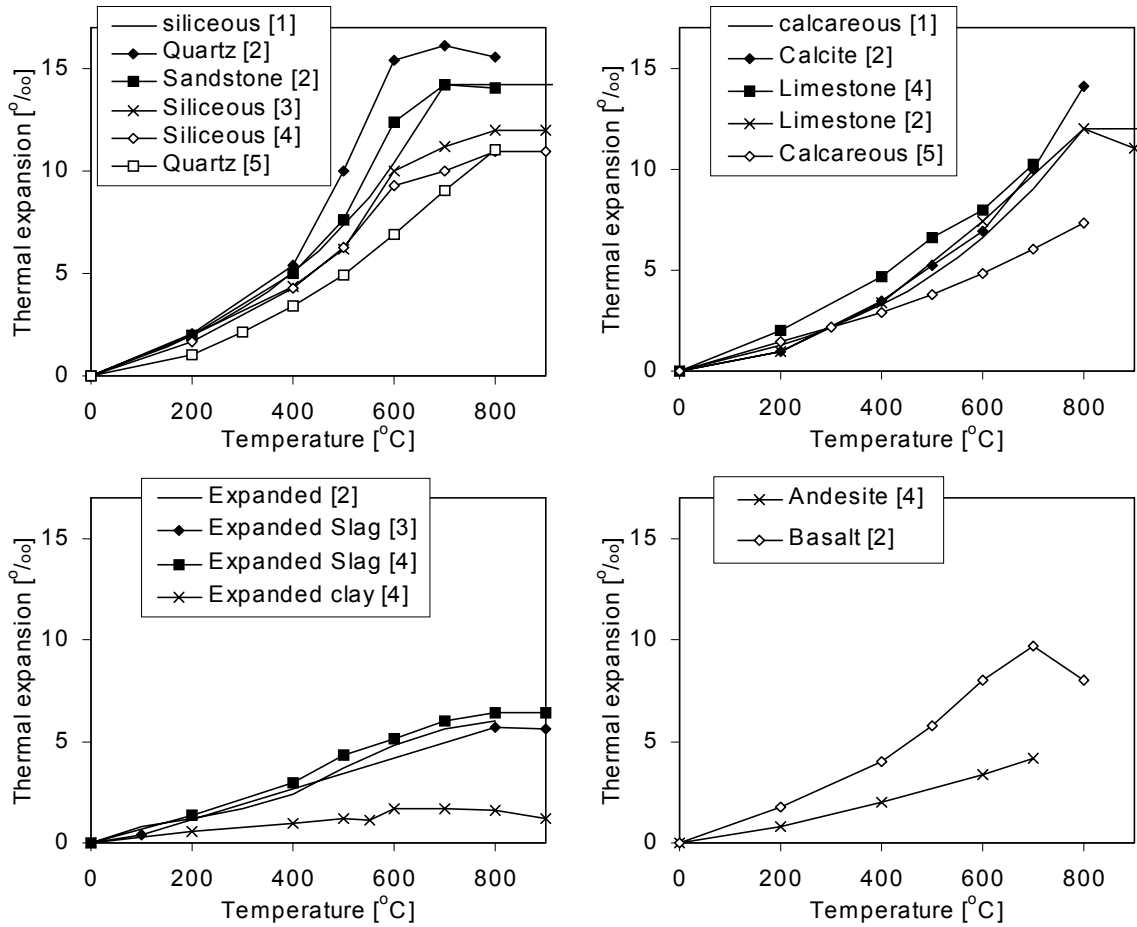 siliceous [1]
Quartz [2]
Sandstone [2]
Siliceous [3]
Siliceous [4]
Quartz [5]
Thermal expansion [o/oo]
15
10
5
0
0 200 400 600 800
Temperature [oC]
calcareous [1]
Calcite [2]
Limestone [4]
Limestone [2]
Calcareous [5]
Thermal expansion [o/oo]
15
10
5
0
0 200 400 600 800
Temperature [oC]
Expanded [2]
Expanded Slag [3]
Expanded Slag [4]
Expanded clay [4]
Thermal expansion [o/oo]
15
10
5
0
0 200 400 600 800
Temperature [oC]
Andesite [4]
Basalt [2]
Thermal expansion [o/oo]
15
10
5
0
0 200 400 600 800
Temperature [oC]